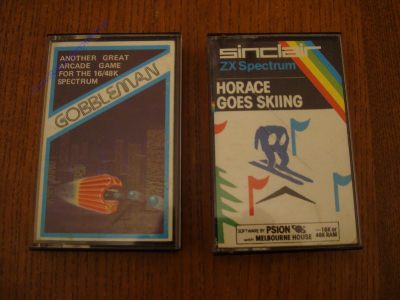 ANOTHER GREAT
ARCADE GAME
FOR THE 16/48K
SPECTRUM
GOBBLEMAN
sinclair
ZX Spectrum
HORACE
GOES SKIING
SOFTWARE BY PSION
with MELBOURNE HOUSE
16K or
48K RAM